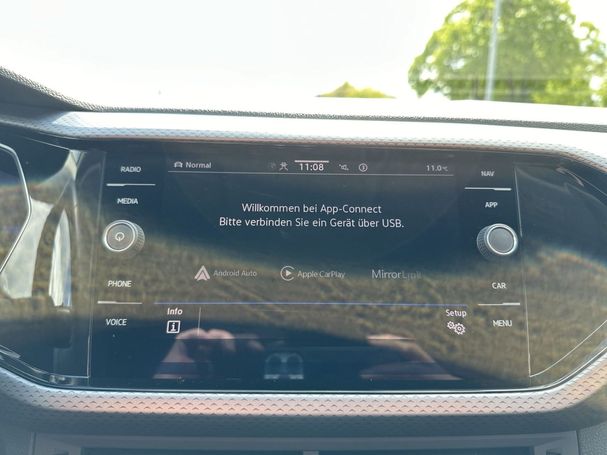 RADIO
MEDIA
PHONE
VOICE
Normal
11:08
11.0°C
Willkommen bei App-Connect
Bitte verbinden Sie ein Gerät über USB.
Android Auto
Apple CarPlay
MirrorLink
Info
Setup
NAV
APP
CAR
MENU